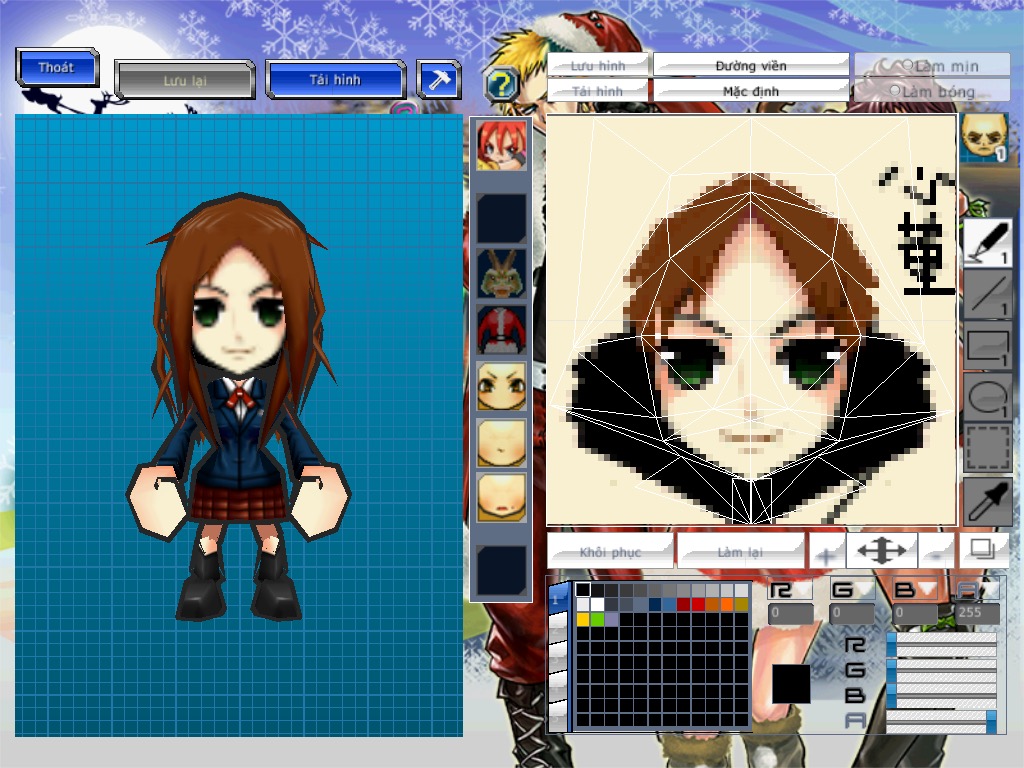 Thoát
Lưu lại
Tải hình
?
Lưu hình
Đường viền
Làm mịn
Tải hình
Mặc định
Làm bóng
1
1
1
1
1
Khôi phục
Làm lại
+
-
1
R
G
B
A
0
0
0
255
R
G
B
A